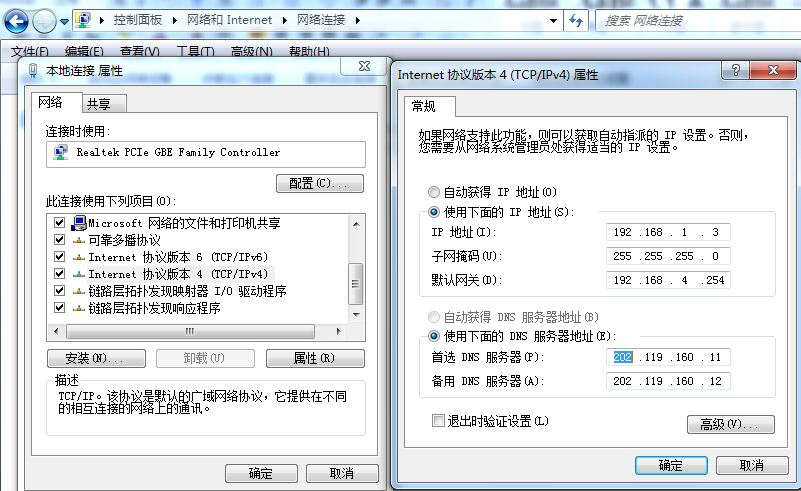 控制面板 网络和 Internet 网络连接
搜索 网络连接
文件(F) 编辑(E) 查看(V) 工具(T) 高级(N) 帮助(H)
本地连接 属性
网络 共享
连接时使用:
Realtek PCIe GBE Family Controller
配置(C)...
此连接使用下列项目(O):
Microsoft 网络的文件和打印机共享
可靠多播协议
Internet 协议版本 6 (TCP/IPv6)
Internet 协议版本 4 (TCP/IPv4)
链路层拓扑发现映射器 I/O 驱动程序
链路层拓扑发现响应程序
安装(N)... 卸载(U) 属性(R)
描述
TCP/IP。该协议是默认的广域网络协议，它提供在不同
的相互连接的网络上的通讯。
确定 取消
Internet 协议版本 4 (TCP/IPv4) 属性
常规
如果网络支持此功能，则可以获取自动指派的 IP 设置。否则，
您需要从网络系统管理员处获得适当的 IP 设置。
自动获得 IP 地址(O)
使用下面的 IP 地址(S):
IP 地址(I): 192 .168 . 1 . 3
子网掩码(U): 255 .255 .255 . 0
默认网关(D): 192 .168 . 4 .254
自动获得 DNS 服务器地址(B)
使用下面的 DNS 服务器地址(E):
首选 DNS 服务器(P): 202 .119 .160 .11
备用 DNS 服务器(A): 202 .119 .160 .12
退出时验证设置(L)
高级(V)...
确定 取消